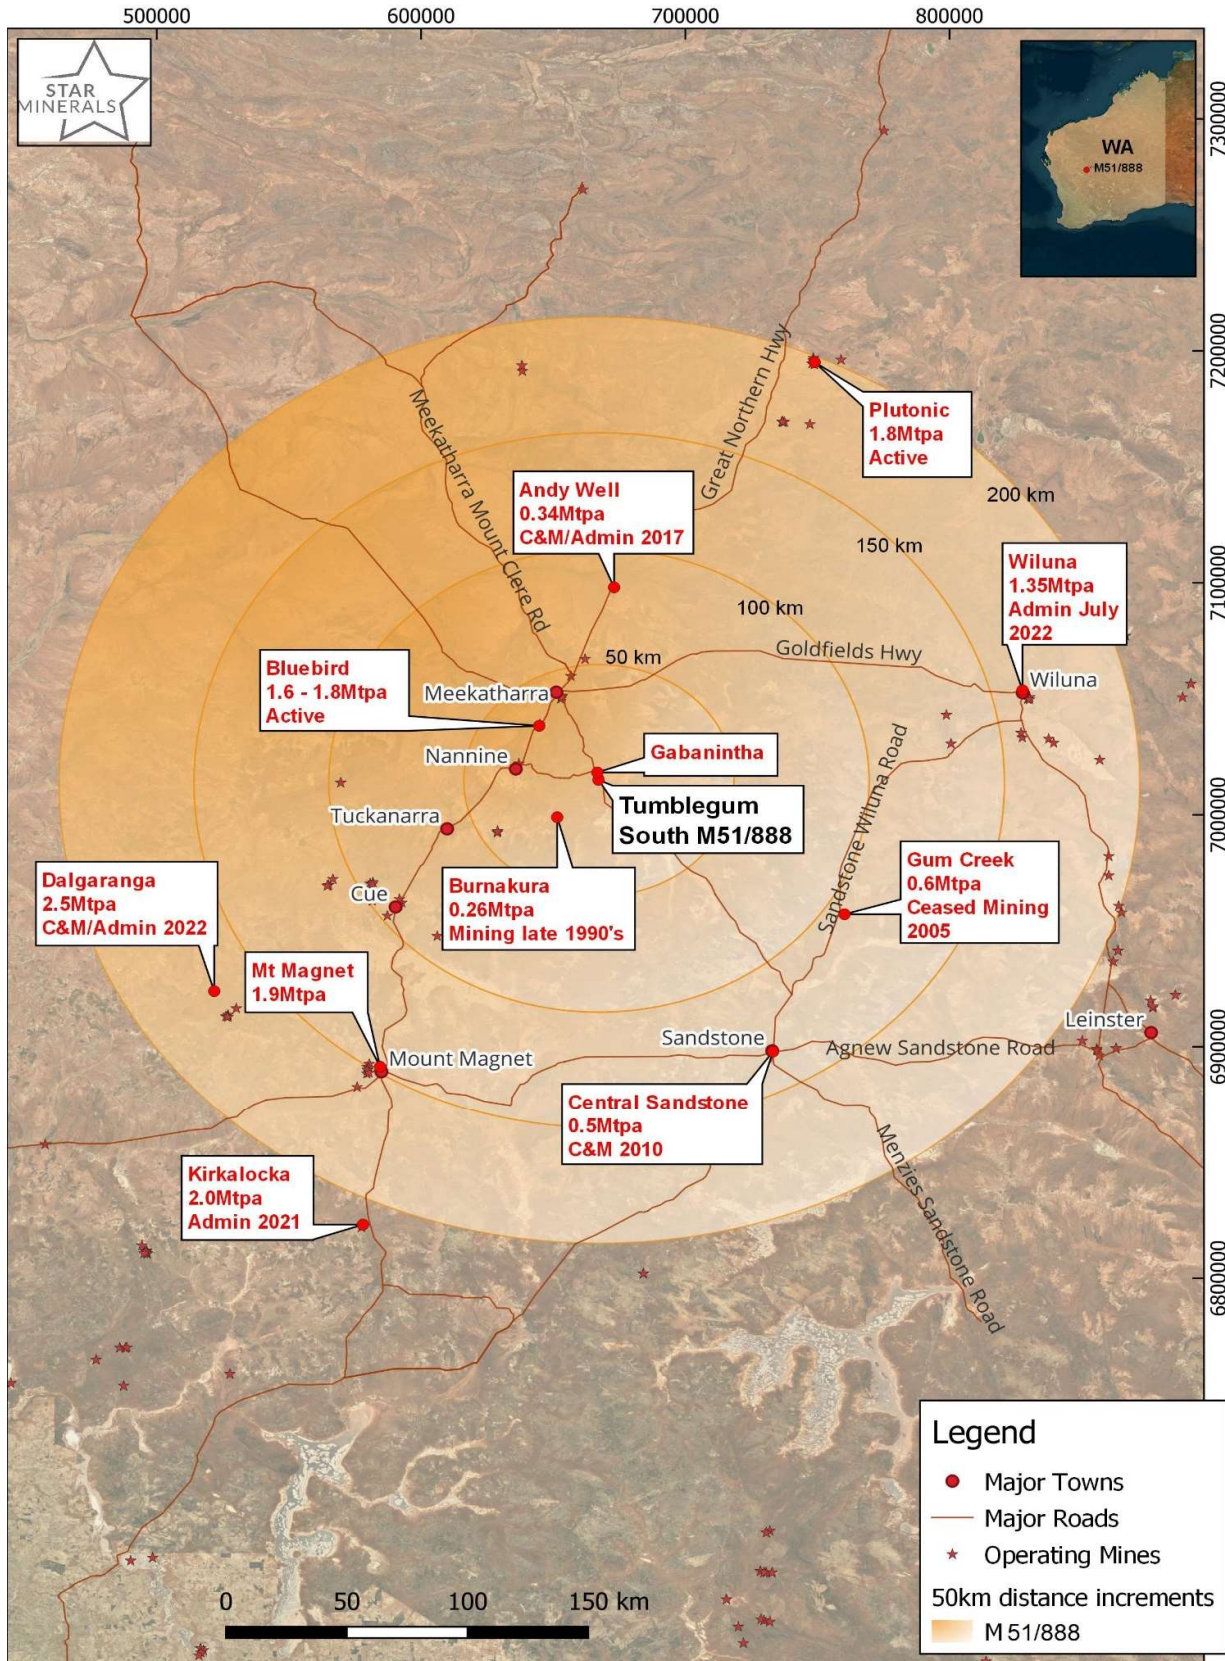 500000
600000
700000
800000
STAR
MINERALS
WA
M51/888
7300000
7200000
7100000
7000000
6900000
6800000
Great Northern Hwy
Plutonic
1.8Mtpa
Active
Meekatharra Mount Clere Rd
200 km
Andy Well
0.34Mtpa
C&M/Admin 2017
150 km
Wiluna
1.35Mtpa
Admin July
2022
100 km
50 km
Goldfields Hwy
Bluebird
1.6 - 1.8Mtpa
Active
Meekatharra
Wiluna
Nannine
Gabanintha
Sandstone Wiluna Road
Tuckanarra
Tumblegum
South M51/888
Dalgaranga
2.5Mtpa
C&M/Admin 2022
Cue
Burnakura
0.26Mtpa
Mining late 1990's
Gum Creek
0.6Mtpa
Ceased Mining
2005
Mt Magnet
1.9Mtpa
Leinster
Sandstone
Agnew Sandstone Road
Mount Magnet
Central Sandstone
0.5Mtpa
C&M 2010
Menzies Sandstone Road
Kirkalocka
2.0Mtpa
Admin 2021
Legend
Major Towns
Major Roads
Operating Mines
50km distance increments
M51/888
0 50 100 150 km